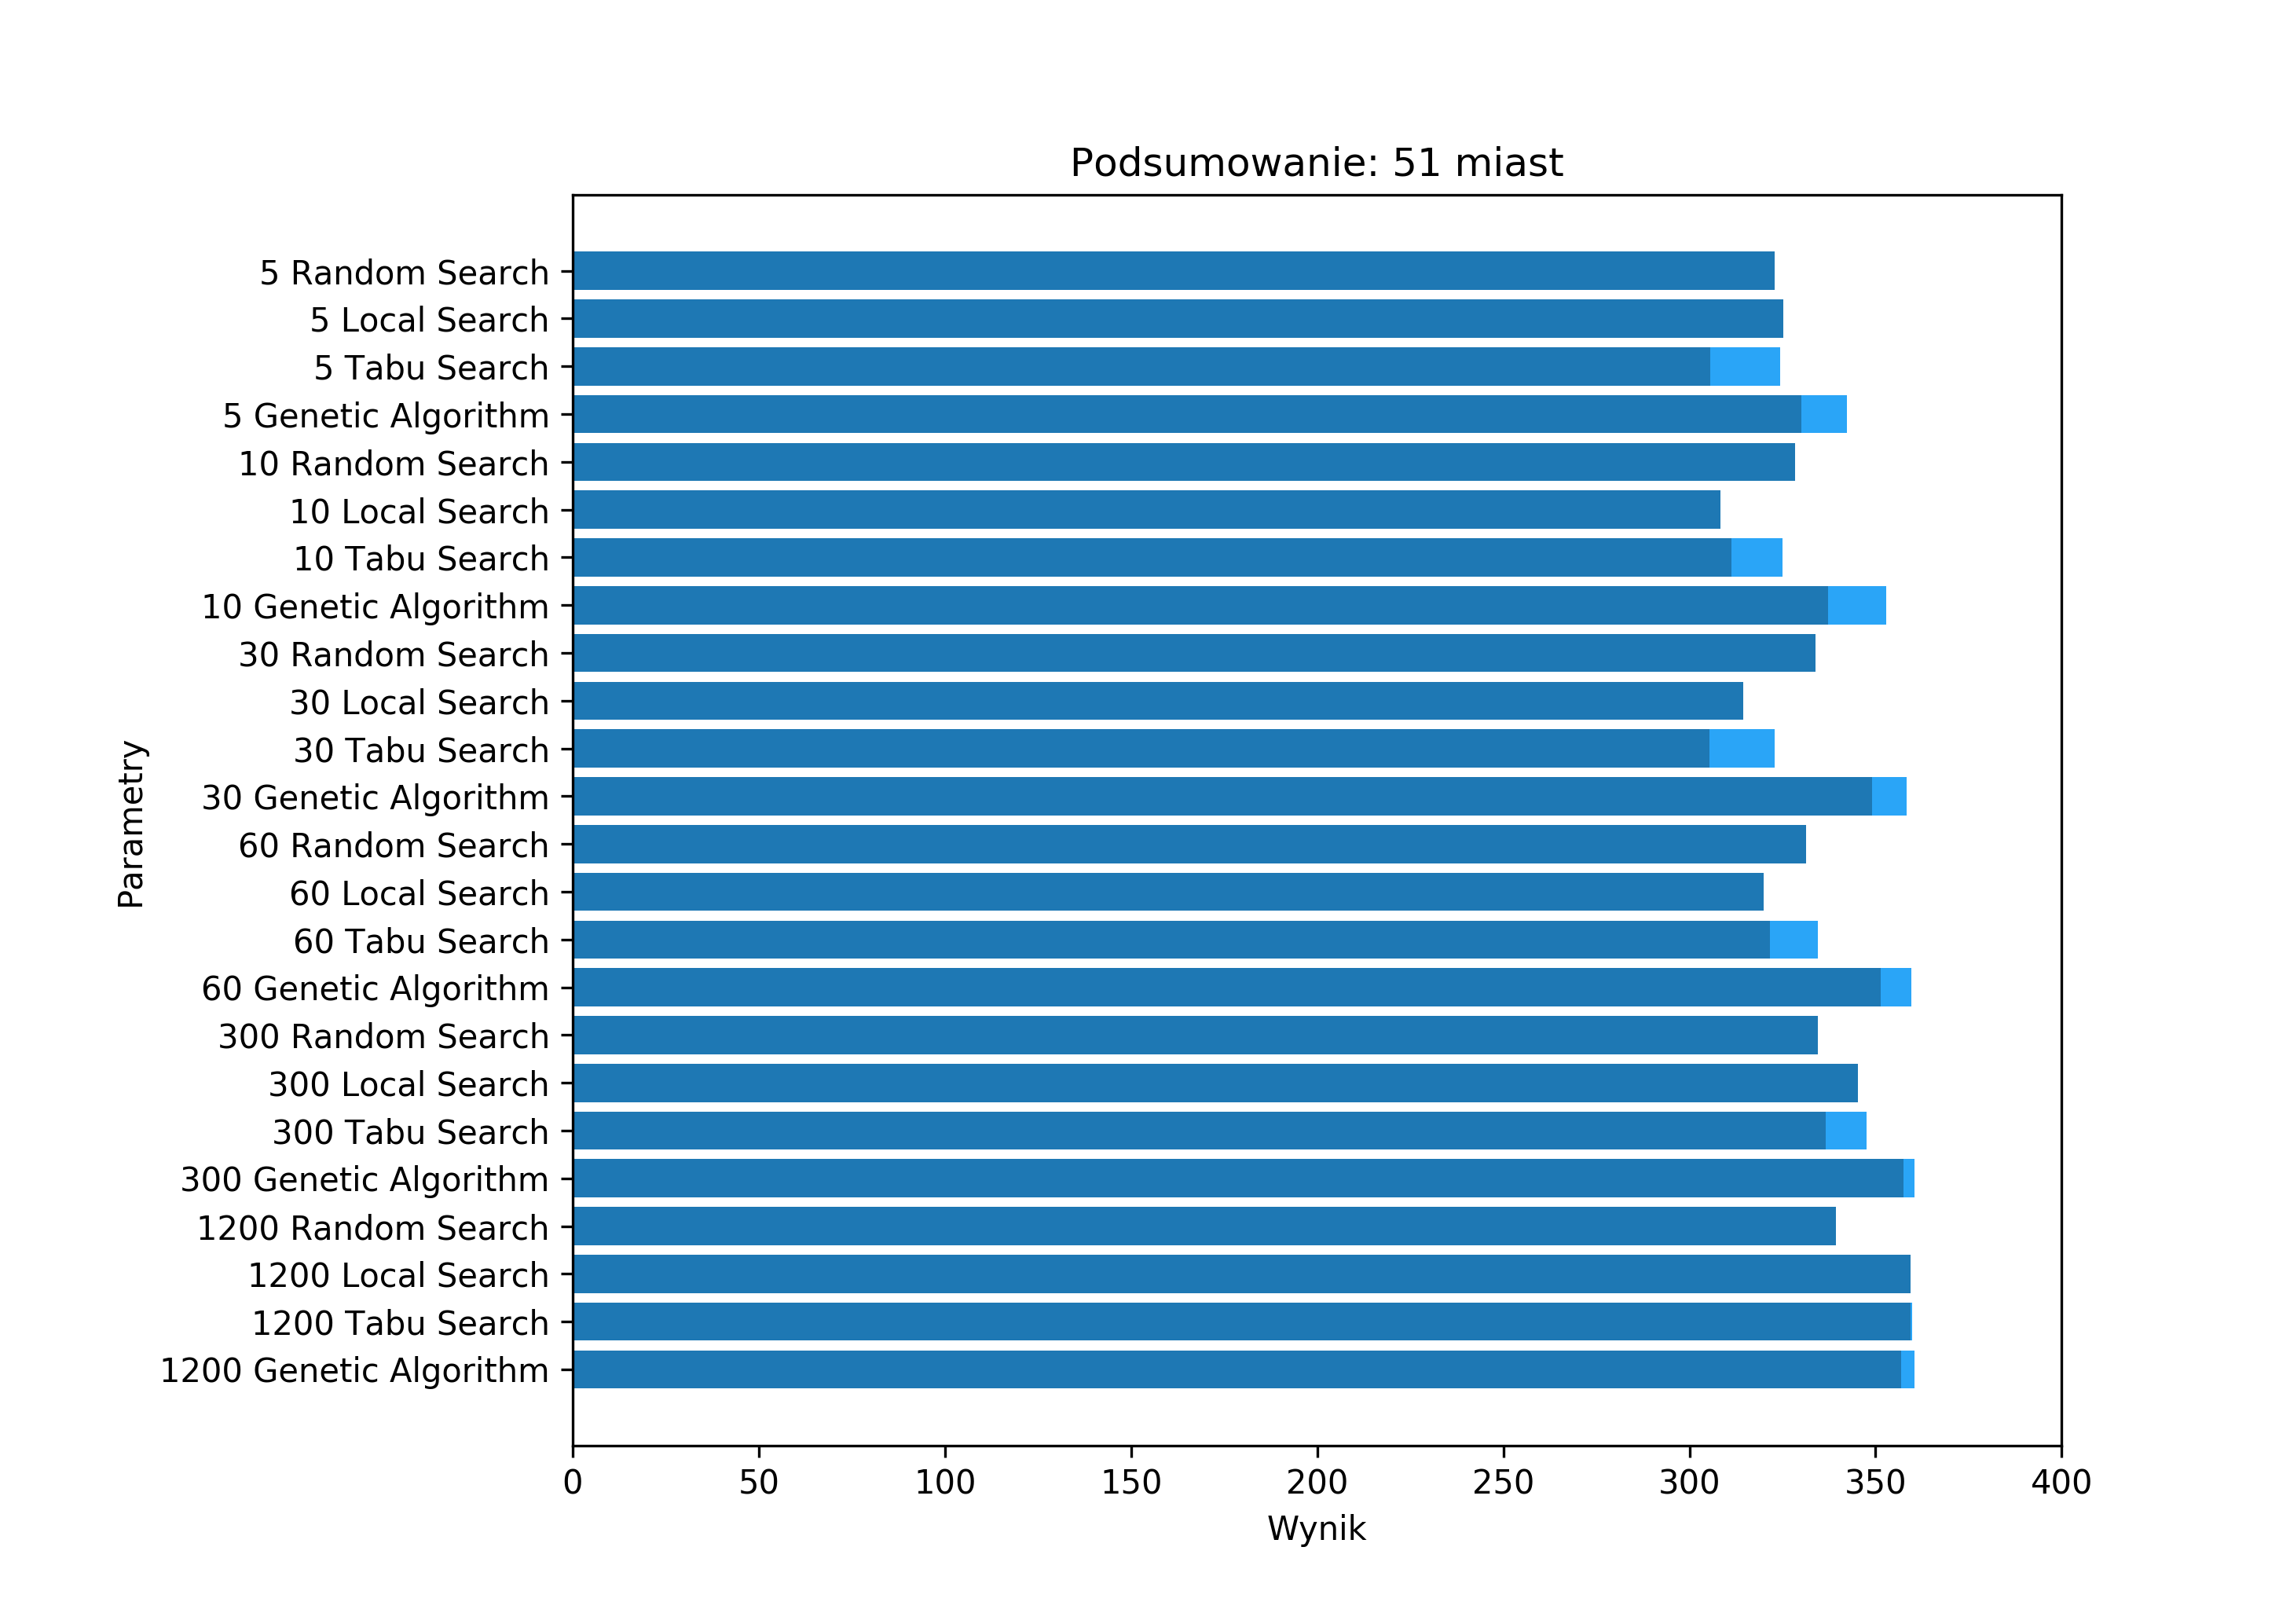 Podsumowanie: 51 miast
5 Random Search
5 Local Search
5 Tabu Search
5 Genetic Algorithm
10 Random Search
10 Local Search
10 Tabu Search
10 Genetic Algorithm
30 Random Search
30 Local Search
30 Tabu Search
30 Genetic Algorithm
60 Random Search
60 Local Search
60 Tabu Search
60 Genetic Algorithm
300 Random Search
300 Local Search
300 Tabu Search
300 Genetic Algorithm
1200 Random Search
1200 Local Search
1200 Tabu Search
1200 Genetic Algorithm
Parametry
0 50 100 150 200 250 300 350 400
Wynik